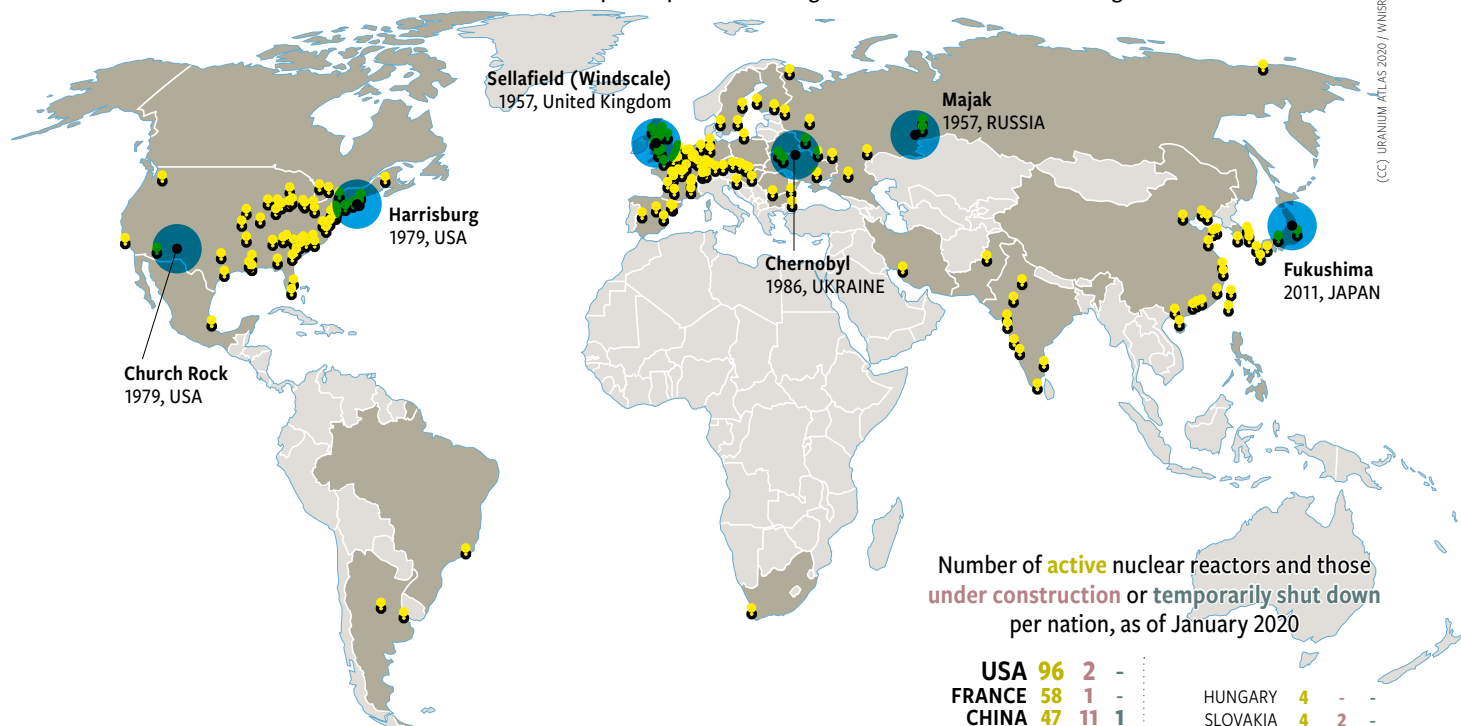 Sellafield (Windscale)
1957, United Kingdom
Majak
1957, RUSSIA
Harrisburg
1979, USA
Chernobyl
1986, UKRAINE
Fukushima
2011, JAPAN
Church Rock
1979, USA
(CC) URANIUM ATLAS 2020 / WNISR
Number of active nuclear reactors and those
under construction or temporarily shut down
per nation, as of January 2020
USA 96 2 -
FRANCE 58 1 -
CHINA 47 11 1
HUNGARY 4 - -
SLOVAKIA 4 2 -